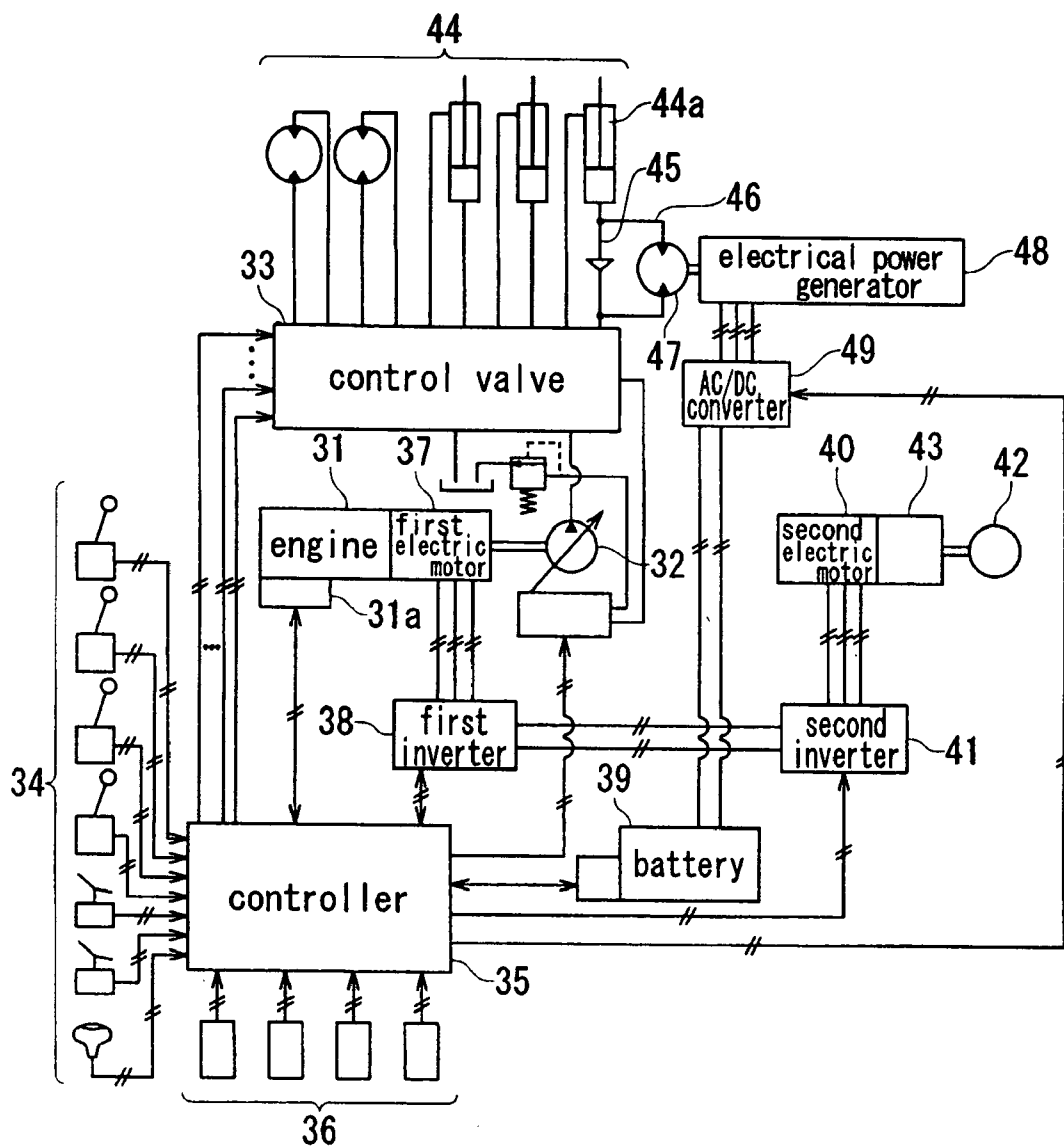 44
44a
45
46
33
electrical power
generator
48
47
control valve
AC/DC
converter
49
31
37
40
43
42
34
engine
first
electric
motor
32
second
electric
motor
31a
38
first
inverter
second
inverter
41
39
battery
controller
35
36